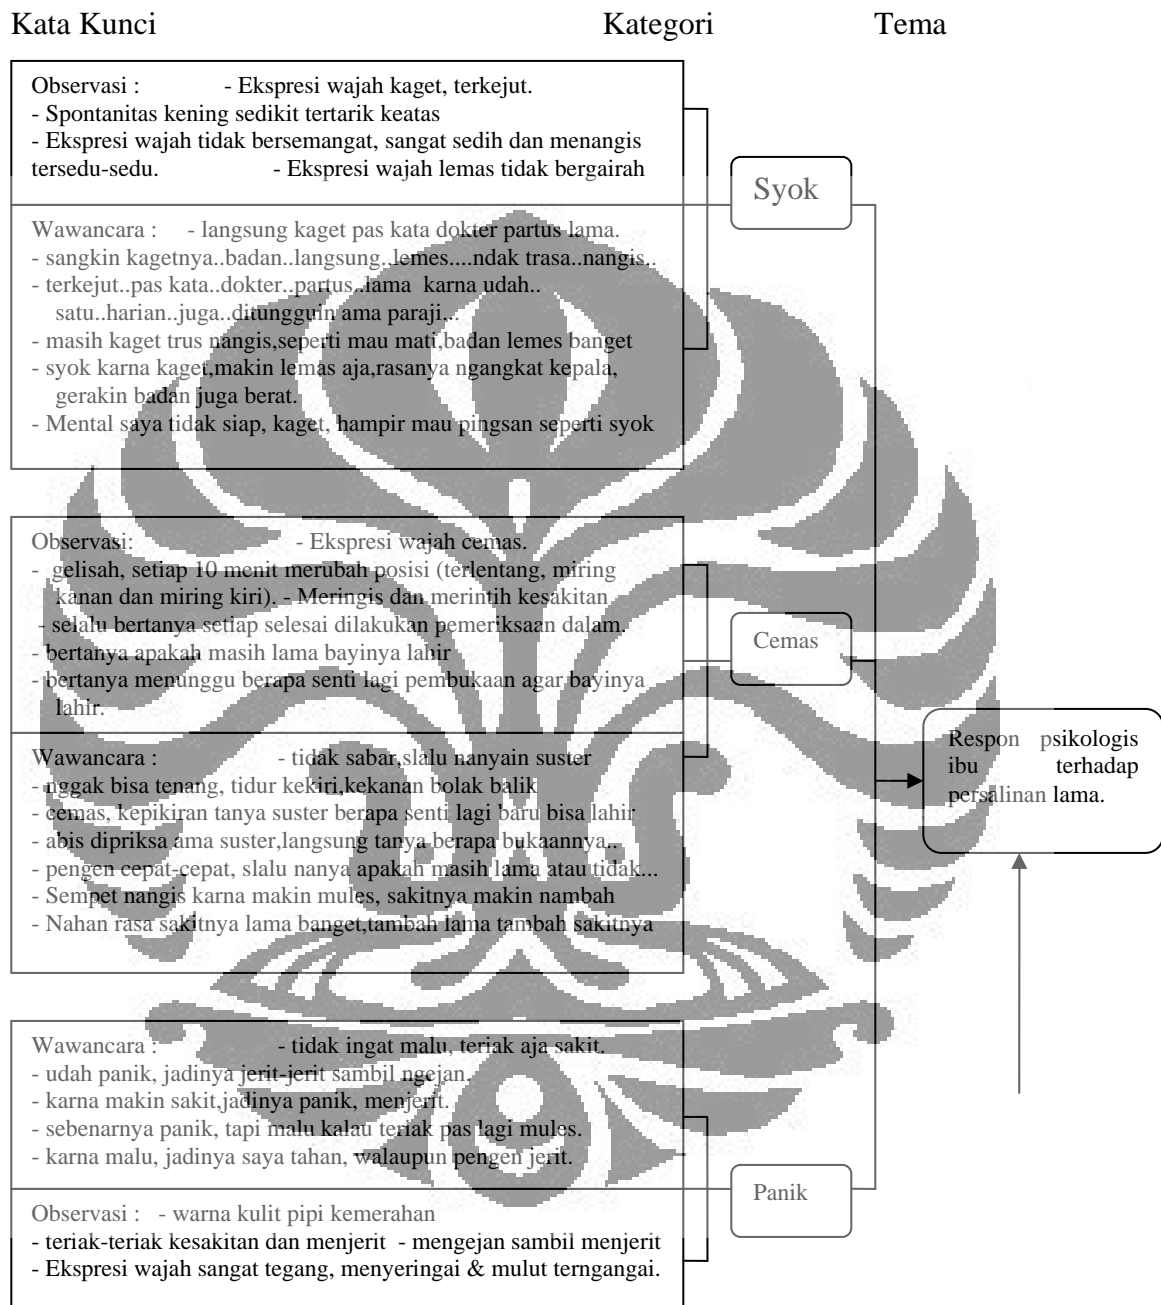 Kata Kunci Kategori Tema
Observasi : - Ekspresi wajah kaget, terkejut.
- Spontanitas kening sedikit tertarik keatas
- Ekspresi wajah tidak bersemangat, sangat sedih dan menangis
tersedu-sedu. - Ekspresi wajah lemas tidak bergairah
Syok
Wawancara : - langsung kaget pas kata dokter partus lama.
- sangkin kagetnya..badan..langsung..lemes....ndak trasa..nangis..
- terkejut..pas kata..dokter..partus..lama karna udah..
satu..harian..juga..ditungguin ama paraji...
- masih kaget trus nangis,seperti mau mati,badan lemes banget
- syok karna kaget,makin lemas aja,rasanya ngangkat kepala,
gerakin badan juga berat.
- Mental saya tidak siap, kaget, hampir mau pingsan seperti syok
Observasi: - Ekspresi wajah cemas.
- gelisah, setiap 10 menit merubah posisi (terlentang, miring
kanan dan miring kiri). - Meringis dan merintih kesakitan
- selalu bertanya setiap selesai dilakukan pemeriksaan dalam.
- bertanya apakah masih lama bayinya lahir
- bertanya menunggu berapa senti lagi pembukaan agar bayinya
lahir.
Cemas
Wawancara : - tidak sabar,slalu nanyain suster
- nggak bisa tenang, tidur kekiri,kekanan bolak balik
- cemas, kepikiran tanya suster berapa senti lagi baru bisa lahir
- abis dipriksa ama suster,langsung tanya berapa bukaannya..
- pengen cepat-cepat, slalu nanya apakah masih lama atau tidak...
- Sempet nangis karna makin mules, sakitnya makin nambah
- Nahan rasa sakitnya lama banget,tambah lama tambah sakitnya
Respon psikologis
ibu terhadap
persalinan lama.
Wawancara : - tidak ingat malu, teriak aja sakit.
- udah panik, jadinya jerit-jerit sambil ngejan.
- karna makin sakit,jadinya panik, menjerit.
- sebenarnya panik, tapi malu kalau teriak pas lagi mules.
- karna malu, jadinya saya tahan, walaupun pengen jerit.
Panik
Observasi : - warna kulit pipi kemerahan
- teriak-teriak kesakitan dan menjerit - mengejan sambil menjerit
- Ekspresi wajah sangat tegang, menyeringai & mulut terngangai.